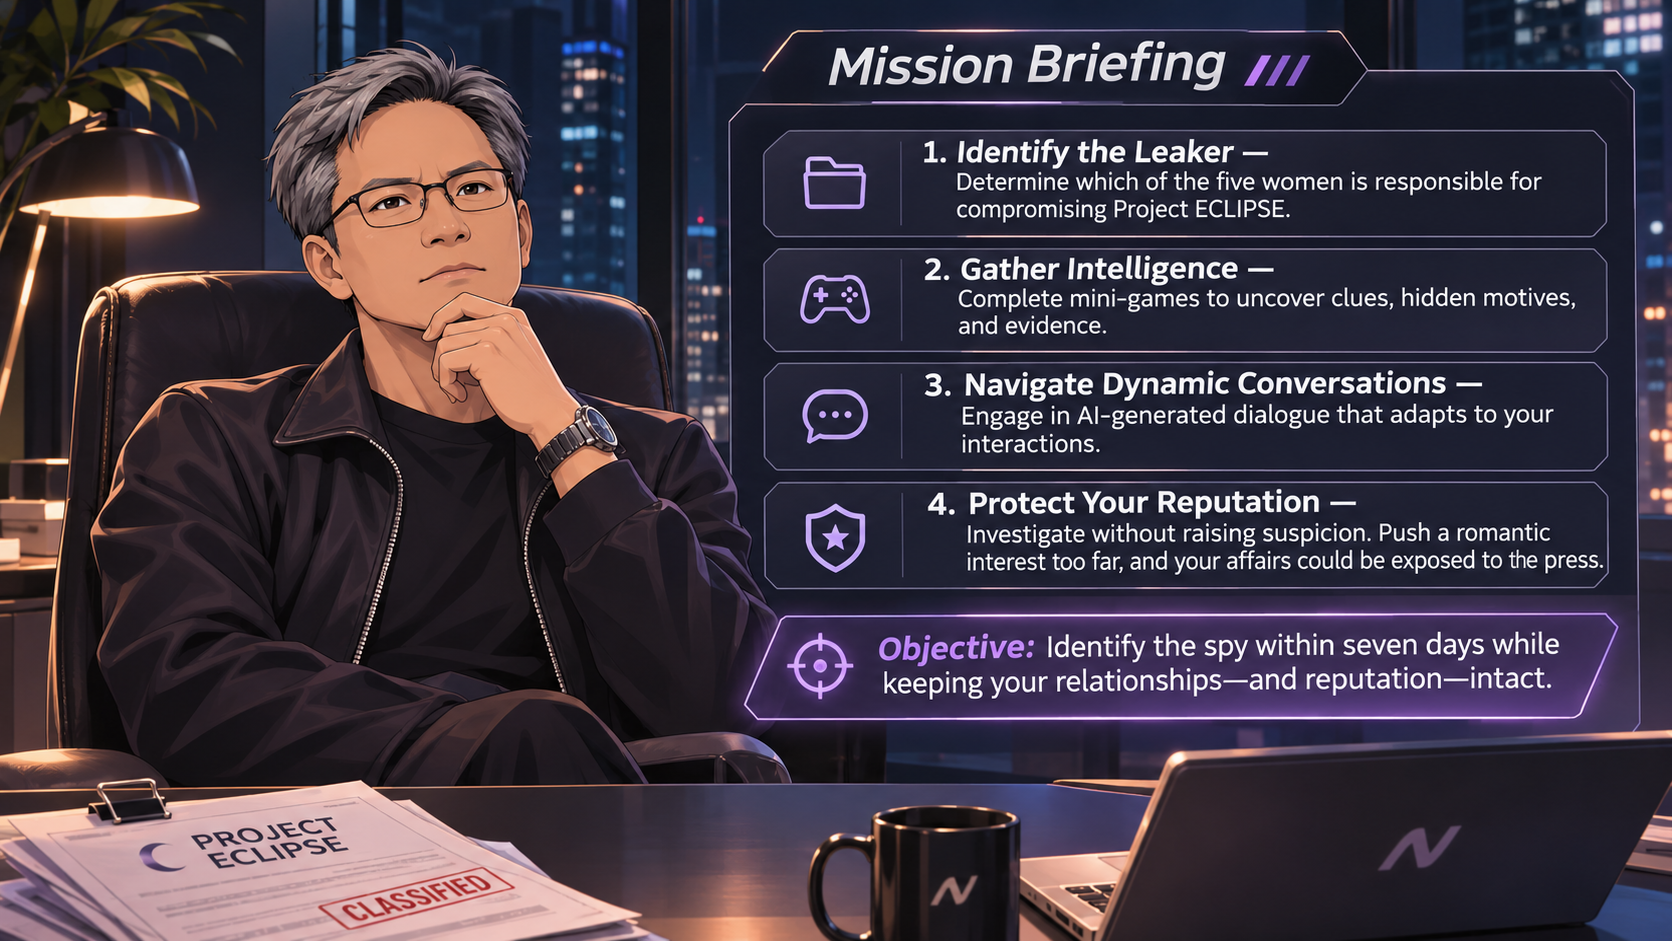 Mission Briefing
1. Identify the Leaker —
Determine which of the five women is responsible for
compromising Project ECLIPSE.
2. Gather Intelligence —
Complete mini-games to uncover clues, hidden motives,
and evidence.
3. Navigate Dynamic Conversations —
Engage in AI-generated dialogue that adapts to your
interactions.
4. Protect Your Reputation —
Investigate without raising suspicion. Push a romantic
interest too far, and your affairs could be exposed to the press.
Objective: Identify the spy within seven days while
keeping your relationships—and reputation—intact.
PROJECT
ECLIPSE
CLASSIFIED
N
N